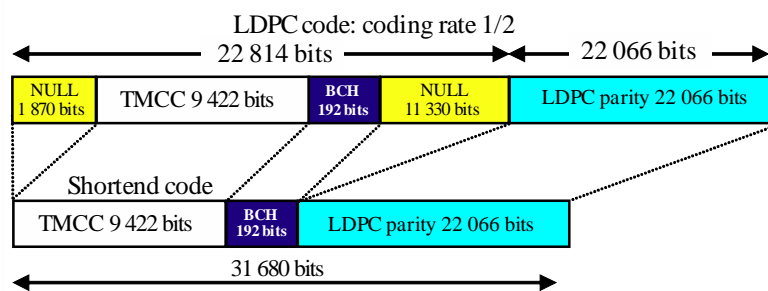 LDPC code: coding rate 1/2
22 814 bits
22 066 bits
NULL
1 870 bits
TMCC 9 422 bits
BCH
192 bits
NULL
11 330 bits
LDPC parity 22 066 bits
Shortend code
TMCC 9 422 bits
BCH
192 bits
LDPC parity 22 066 bits
31 680 bits